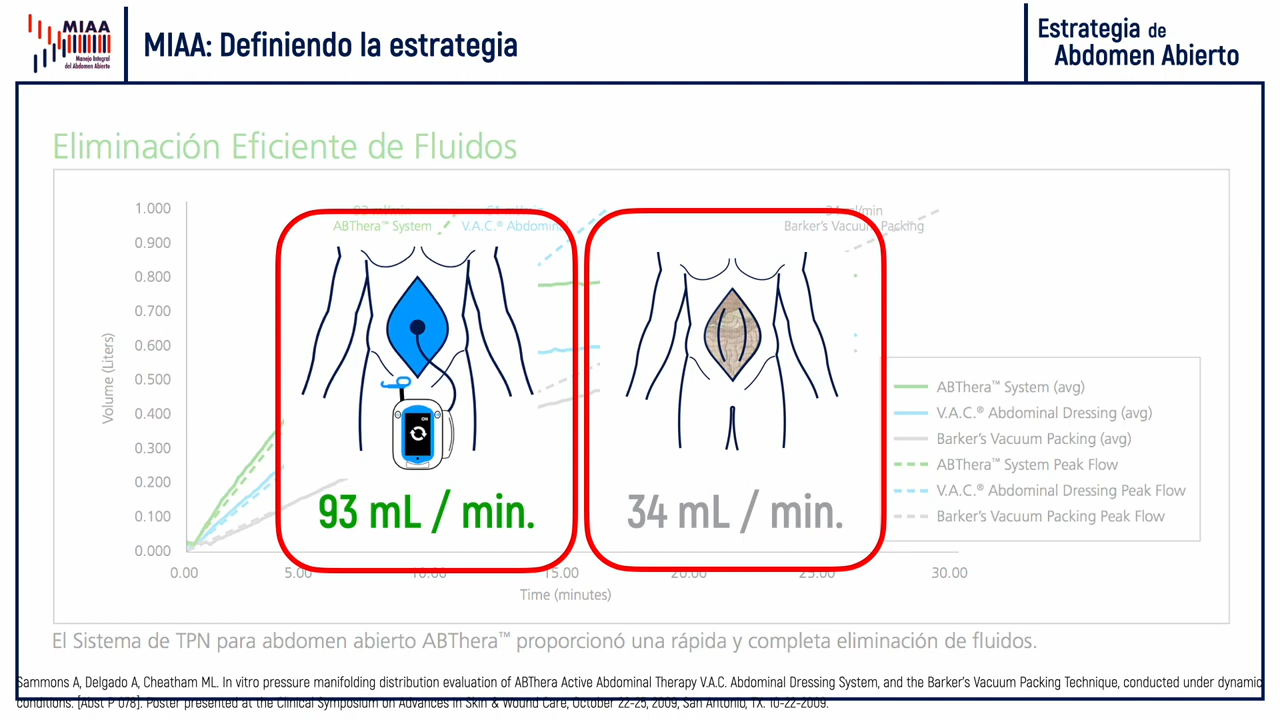 MIAA
Manejo Integral
del Abdomen Abierto
MIAA: Definiendo la estrategia
Estrategia de
Abdomen Abierto
Eliminación Eficiente de Fluidos
ABThera™ System
V.A.C.® Abdomin
34 ml/min
Barker's Vacuum Packing
Volume (Liters)
1.000
0.900
0.800
0.700
0.600
0.500
0.400
0.300
0.200
0.100
0.000
ON
93 mL / min.
34 mL / min.
ABThera™ System (avg)
V.A.C.® Abdominal Dressing (avg)
Barker's Vacuum Packing (avg)
ABThera™ System Peak Flow
V.A.C.® Abdominal Dressing Peak Flow
Barker's Vacuum Packing Peak Flow
0.00 5.00 10.00 15.00 20.00 25.00 30.00
Time (minutes)
El Sistema de TPN para abdomen abierto ABThera™ proporcionó una rápida y completa eliminación de fluidos.
Sammons A, Delgado A, Cheatham ML. In vitro pressure manifolding distribution evaluation of ABThera Active Abdominal Therapy V.A.C. Abdominal Dressing System, and the Barker's Vacuum Packing Technique, conducted under dynamic
conditions. [Abst P 078]. Poster presented at the Clinical Symposium on Advances in Skin & Wound Care, October 22-25, 2009, San Antonio, TX. 10-22-2009.